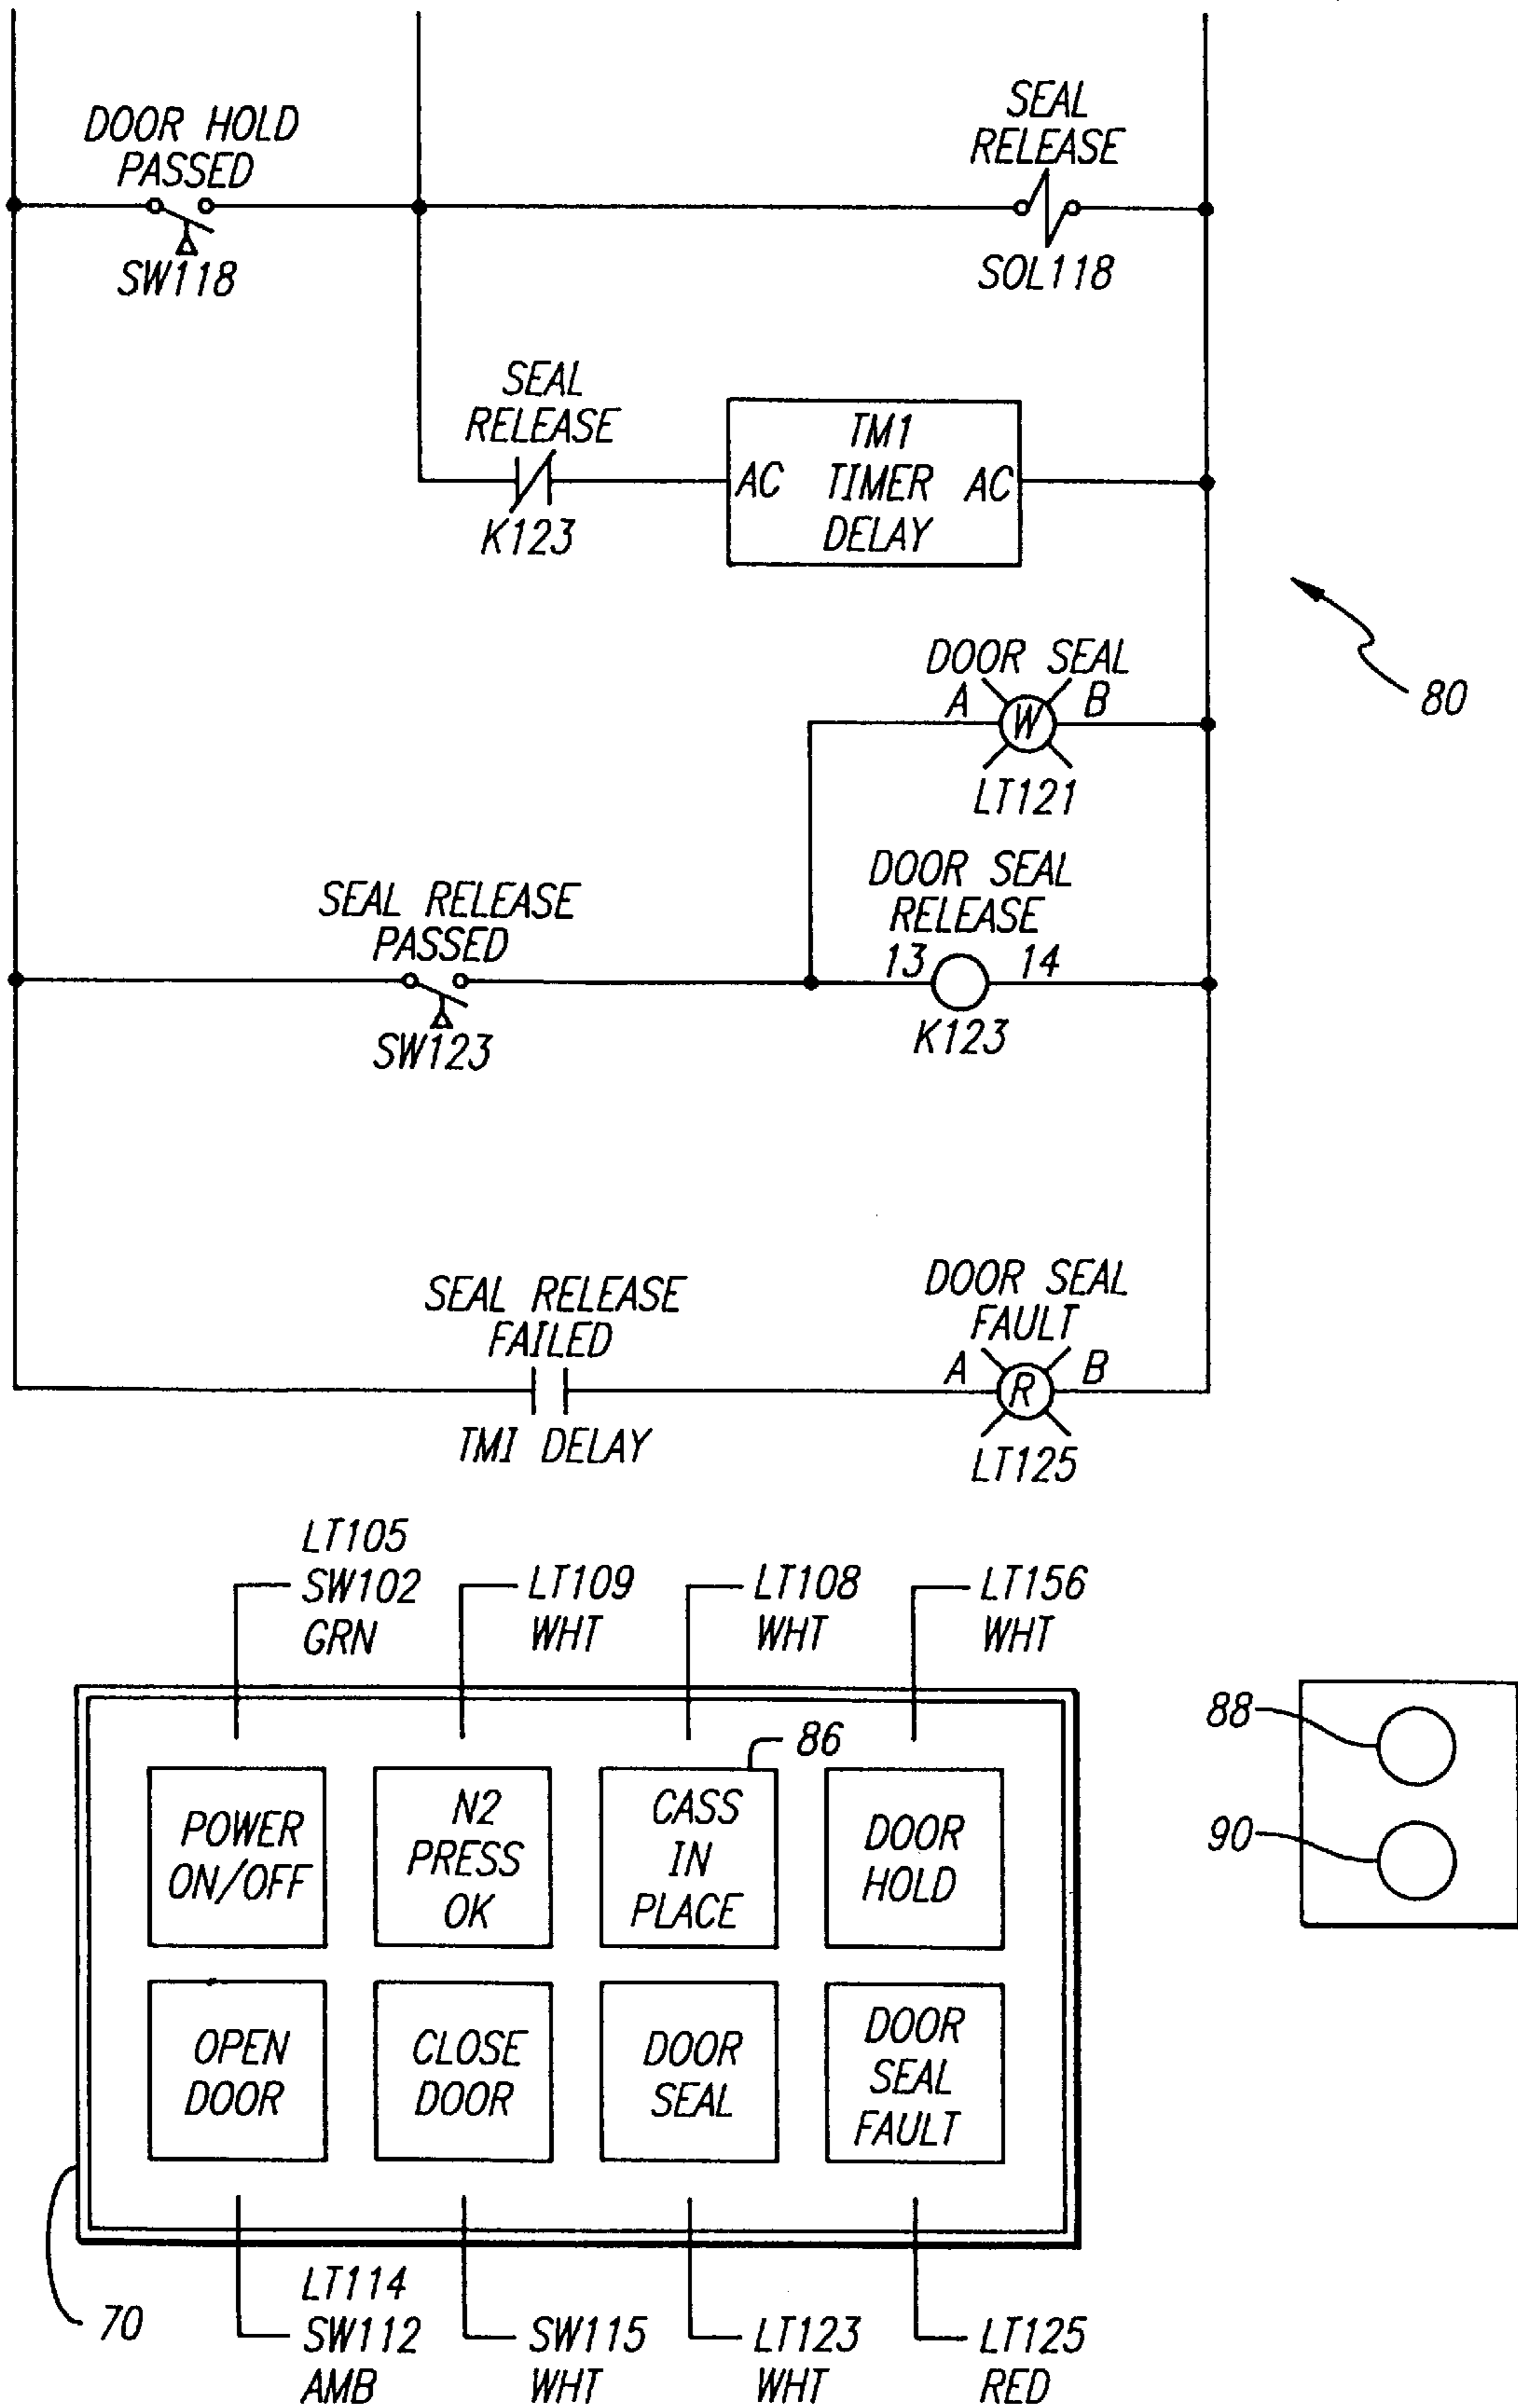 DOOR HOLD
PASSED
SW118
SEAL
RELEASE
SOL118
SEAL
RELEASE
K123
TM1
AC TIMER AC
DELAY
80
DOOR SEAL
A W B
LT121
SEAL RELEASE
PASSED
SW123
DOOR SEAL
RELEASE
13 14
K123
SEAL RELEASE
FAILED
TMI DELAY
DOOR SEAL
FAULT
A R B
LT125
LT105
SW102
GRN
LT109
WHT
LT108
WHT
LT156
WHT
86
POWER
ON/OFF
N2
PRESS
OK
CASS
IN
PLACE
DOOR
HOLD
88
90
OPEN
DOOR
CLOSE
DOOR
DOOR
SEAL
DOOR
SEAL
FAULT
70
LT114
SW112
AMB
SW115
WHT
LT123
WHT
LT125
RED